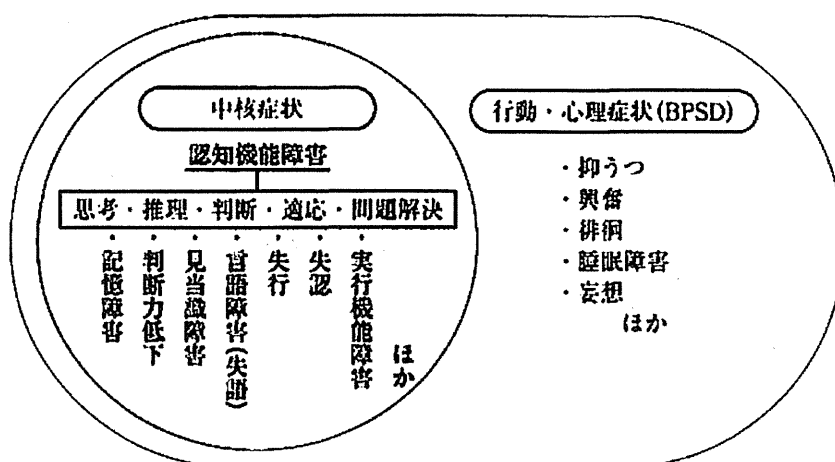 中核症状
認知機能障害
思考・推理・判断・適応・問題解決
・記憶障害
・判断力低下
・見当識障害
・言語障害(失語)
・失行
・失認
・実行機能障害
ほか
行動・心理症状(BPSD)
・抑うつ
・興奮
・徘徊
・睡眠障害
・妄想
ほか